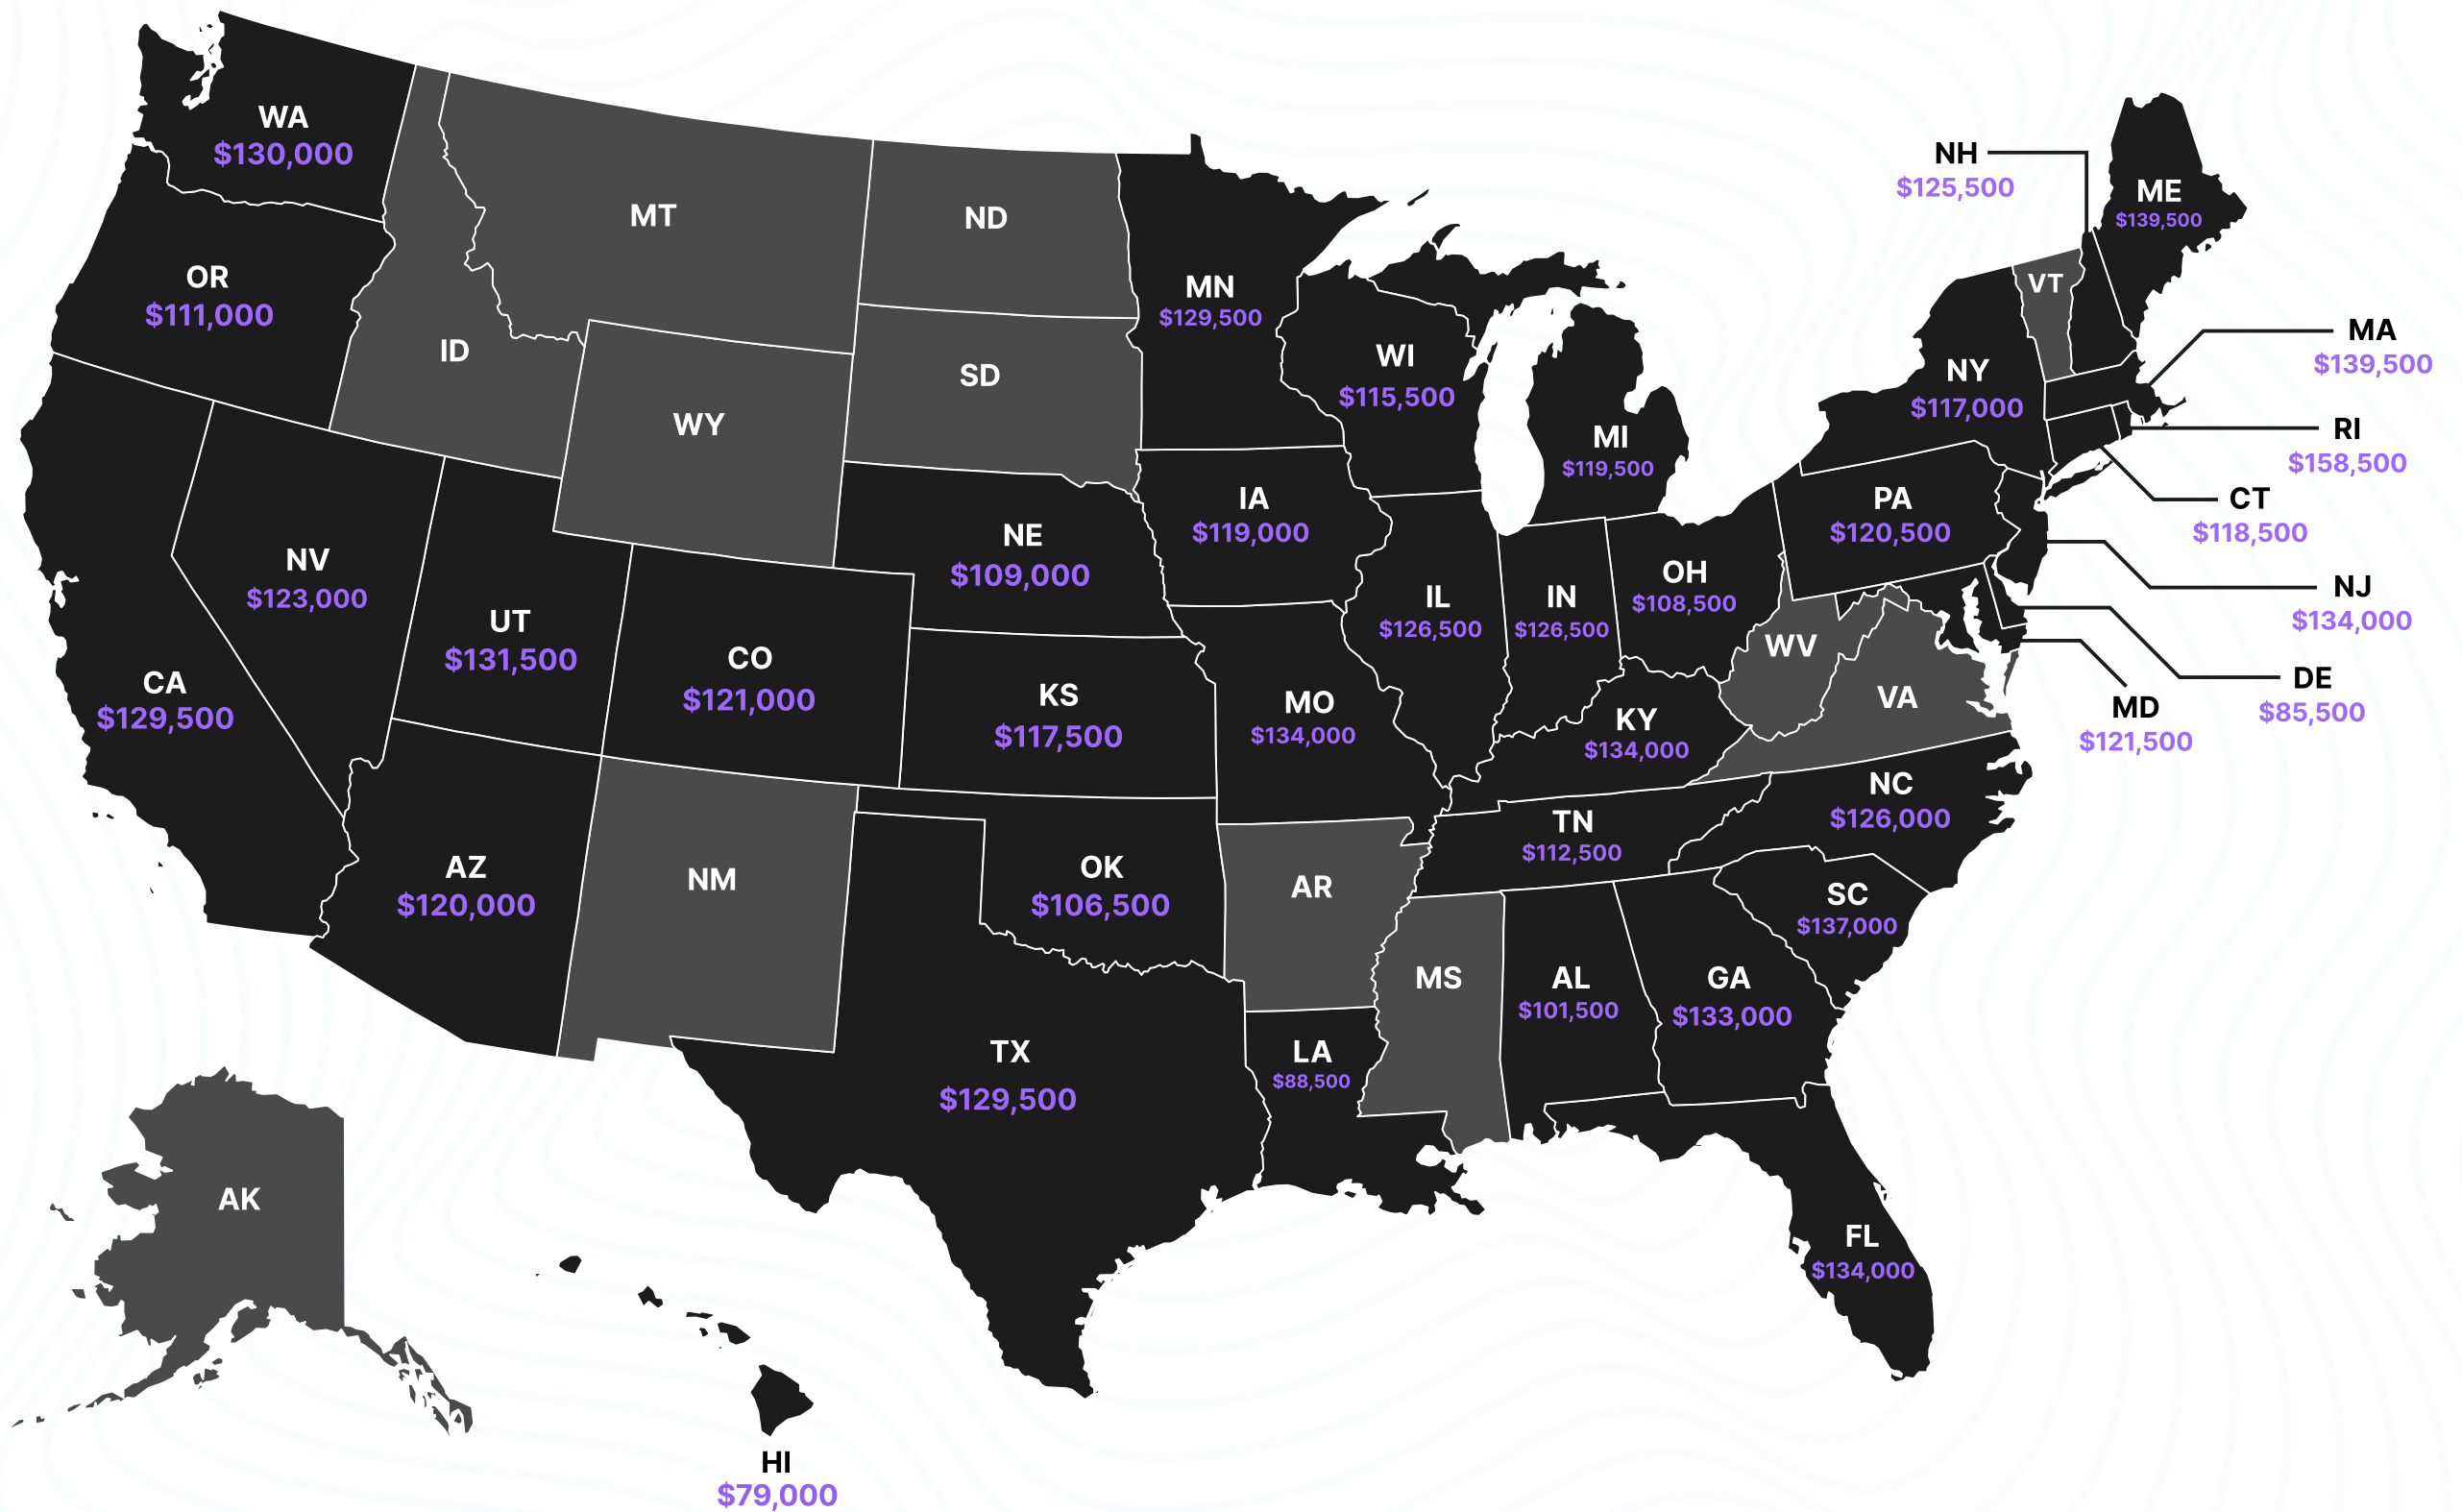 WA
$130,000
OR
$111,000
CA
$129,500
NV
$123,000
ID
MT
WY
UT
$131,500
CO
$121,000
AZ
$120,000
NM
ND
SD
NE
$109,000
KS
$117,500
OK
$106,500
TX
$129,500
MN
$129,500
IA
$119,000
MO
$134,000
AR
LA
$88,500
WI
$115,500
IL
$126,500
MI
$119,500
IN
$126,500
OH
$108,500
KY
$134,000
TN
$112,500
MS
AL
$101,500
GA
$133,000
FL
$134,000
SC
$137,000
NC
$126,000
VA
WV
PA
$120,500
NY
$117,000
VT
NH
$125,500
ME
$139,500
MA
$139,500
RI
$158,500
CT
$118,500
NJ
$134,000
DE
$85,500
MD
$121,500
AK
HI
$79,000